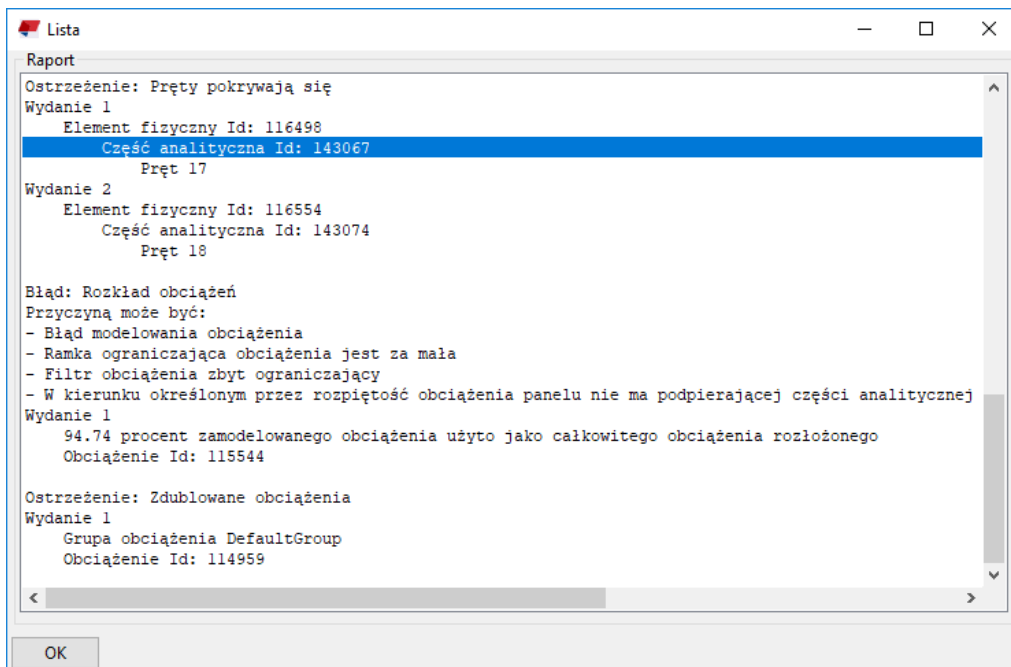 Lista
Raport
Ostrzeżenie: Pręty pokrywają się
Wydanie 1
Element fizyczny Id: 116498
Część analityczna Id: 143067
Pręt 17
Wydanie 2
Element fizyczny Id: 116554
Część analityczna Id: 143074
Pręt 18
Błąd: Rozkład obciążeń
Przyczyną może być:
- Błąd modelowania obciążenia
- Ramka ograniczająca obciążenia jest za mała
- Filtr obciążenia zbyt ograniczający
- W kierunku określonym przez rozpiętość obciążenia panelu nie ma podpierającej części analitycznej
Wydanie 1
94.74 procent zamodelowanego obciążenia użyto jako całkowitego obciążenia rozłożonego
Obciążenie Id: 115544
Ostrzeżenie: Zdublowane obciążenia
Wydanie 1
Grupa obciążenia DefaultGroup
Obciążenie Id: 114959
OK